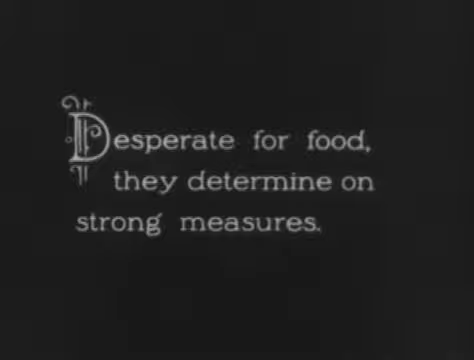 Desperate for food,
they determine on
strong measures.